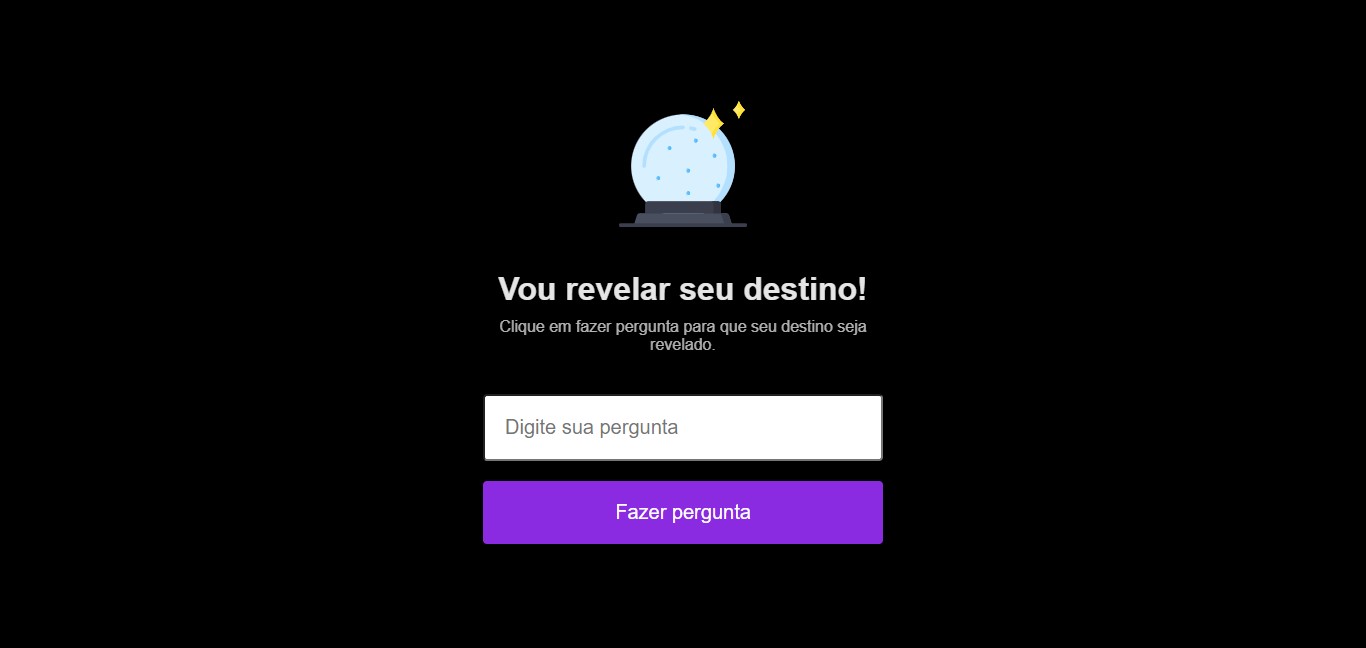 Vou revelar seu destino!
Clique em fazer pergunta para que seu destino seja
revelado.
Digite sua pergunta
Fazer pergunta